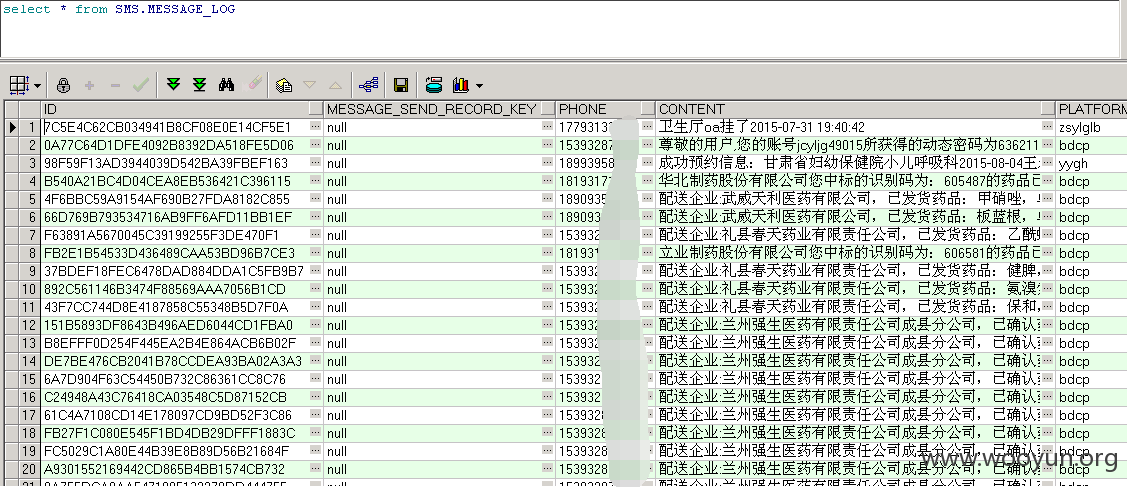 select * from SMS.MESSAGE_LOG
ID MESSAGE_SEND_RECORD_KEY PHONE CONTENT PLATFORM
1 7C5E4C62CB034941B8CF08E0E14CF5E1 null 1779313 卫生厅oa挂了2015-07-31 19:40:42 zsylglb
2 0A77C64D1DFE4092B8392DA518FE5D06 null 1539328 尊敬的用户,您的账号jcyljg49015所获得的动态密码为636211 bdcp
3 98F59F13AD3944039D542BA39FBEF163 null 1899395 成功预约信息：甘肃省妇幼保健院小儿呼吸科2015-08-04王 yygh
4 B540A21BC4D04CEA8EB536421C396115 null 181931 华北制药股份有限公司您中标的识别码为：605487的药品已 bdcp
5 4F6BBC59A9154AF690B27FDA8182C855 null 189093 配送企业:武威天利医药有限公司，已发货药品：甲硝唑， bdcp
6 66D769B793534716AB9FF6AFD11BB1EF null 189093 配送企业:武威天利医药有限公司，已发货药品：板蓝根， bdcp
7 F63891A5670045C39199255F3DE470F1 null 153932 配送企业:礼县春天药业有限责任公司，已发货药品：乙酰 bdcp
8 FB2E1B54533D436489CAA53BD96B7CE3 null 181931 立业制药股份有限公司您中标的识别码为：606581的药品已 bdcp
9 37BDEF18FEC6478DAD884DDA1C5FB9B7 null 153932 配送企业:礼县春天药业有限责任公司，已发货药品：健脾， bdcp
10 892C561146B3474F88569AAA7056B1CD null 153932 配送企业:礼县春天药业有限责任公司，已发货药品：氨溴 bdcp
11 43F7CC744D8E4187858C55348B5D7F0A null 153932 配送企业:礼县春天药业有限责任公司，已发货药品：保和， bdcp
12 151B5893DF8643B496AED6044CD1FBA0 null 153932 配送企业:兰州强生医药有限责任公司成县分公司，已确认 bdcp
13 B8EFFF0D254F445EA2B4E864ACB6B02F null 153932 配送企业:兰州强生医药有限责任公司成县分公司，已确认 bdcp
14 DE7BE476CB2041B78CCDEA93BA02A3A3 null 153932 配送企业:兰州强生医药有限责任公司成县分公司，已确认 bdcp
15 6A7D904F63C54450B732C86361CC8C76 null 153932 配送企业:兰州强生医药有限责任公司成县分公司，已确认 bdcp
16 C24948A43C76418CA03548C5D87152CB null 153932 配送企业:兰州强生医药有限责任公司成县分公司，已确认 bdcp
17 61C4A7108CD14E178097CD9BD52F3C86 null 1539328 配送企业:兰州强生医药有限责任公司成县分公司，已确认 bdcp
18 FB27F1C080E545F1BD4DB29DFFF1883C null 1539328 配送企业:兰州强生医药有限责任公司成县分公司，已确认 bdcp
19 FC5029C1A80E44B39E8B89D56B21684F null 1539328 配送企业:兰州强生医药有限责任公司成县分公司，已确认 bdcp
20 A9301552169442CD865B4BB1574CB732 null 1539328 配送企业:兰州强生医药有限责任公司成县分公司，已确认 bdcp
www.wooyun.org